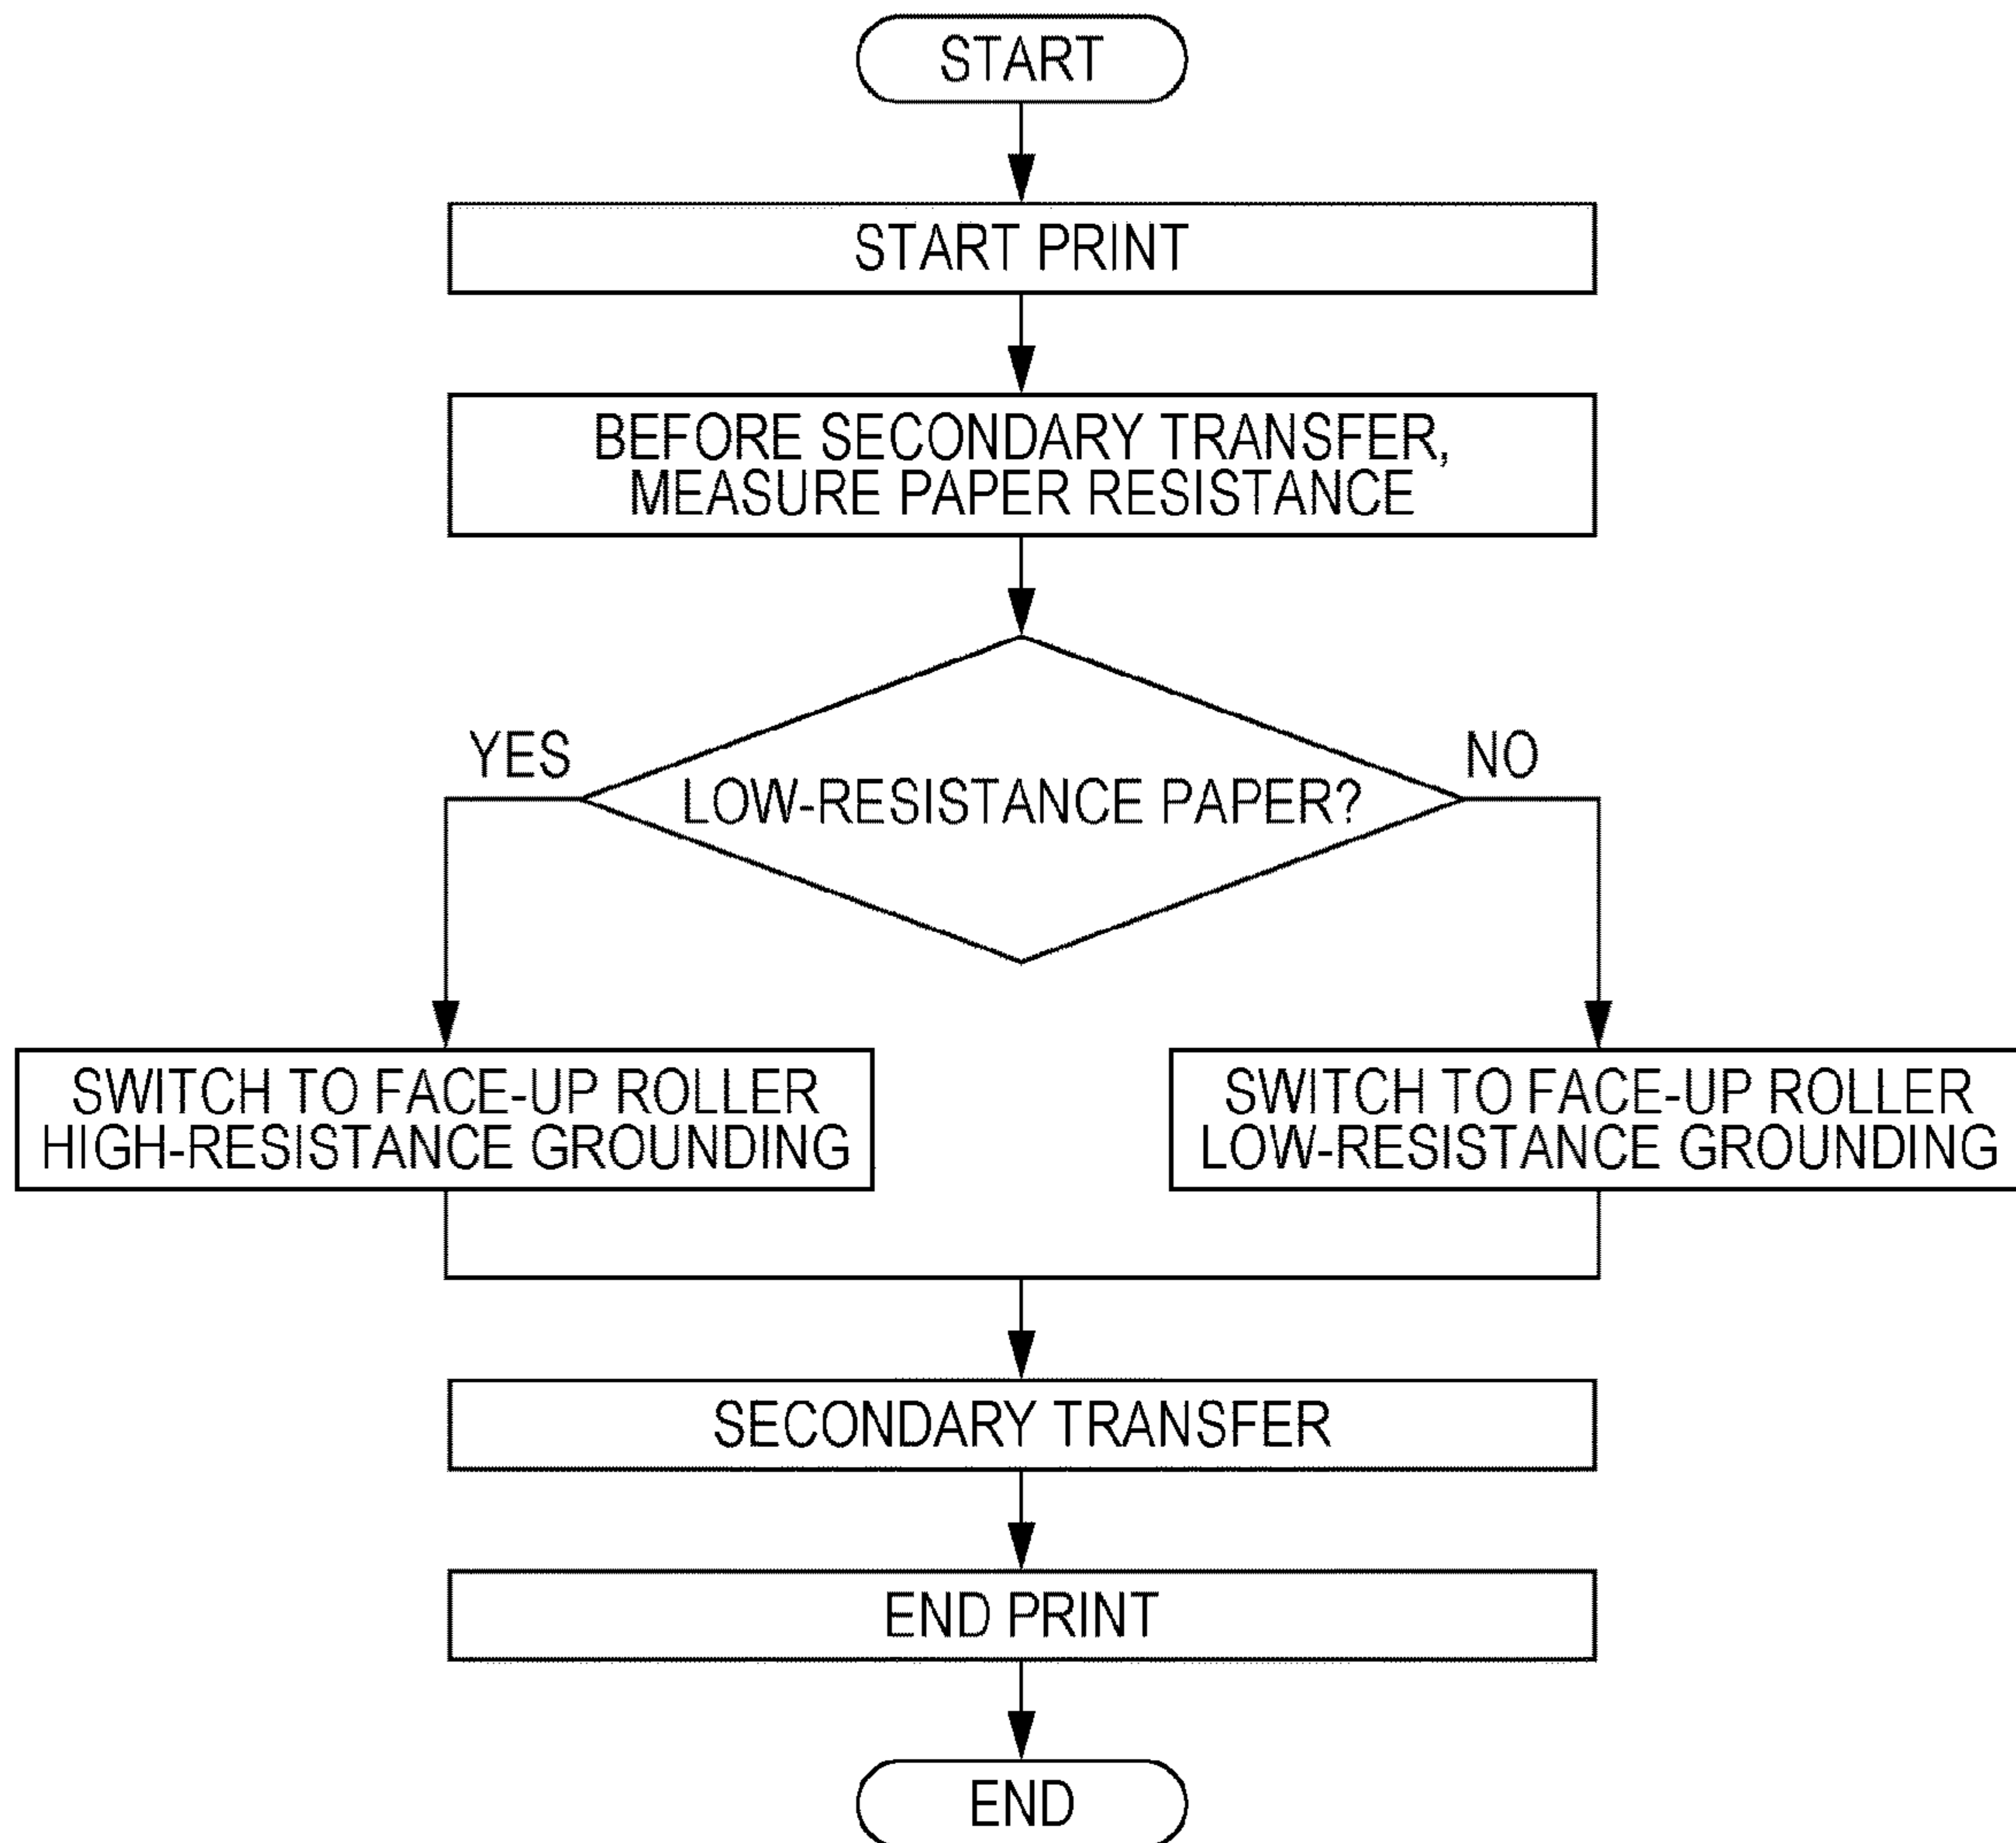 START
START PRINT
BEFORE SECONDARY TRANSFER,
MEASURE PAPER RESISTANCE
YES
NO
LOW-RESISTANCE PAPER?
SWITCH TO FACE-UP ROLLER
HIGH-RESISTANCE GROUNDING
SWITCH TO FACE-UP ROLLER
LOW-RESISTANCE GROUNDING
SECONDARY TRANSFER
END PRINT
END